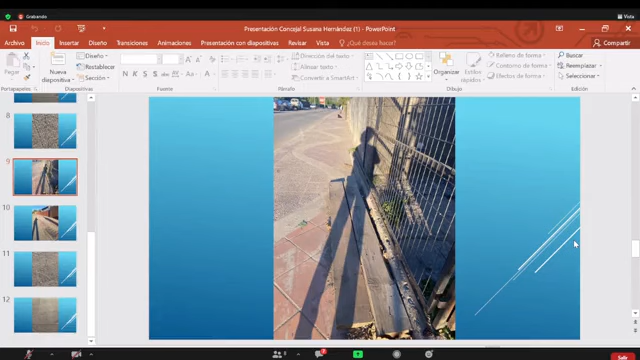 Grabando
Vista
Presentación Concejal Susana Hernández (1) - PowerPoint
Archivo Inicio Insertar Diseño Transiciones Animaciones Presentación con diapositivas Revisar Vista ¿Qué desea hacer? Compartir
Pegar
Nueva diapositiva
Diseño
Restablecer
Sección
N K S
Dirección del texto
Alinear texto
Convertir a SmartArt
Organizar
Estilos rápidos
Relleno de forma
Contorno de forma
Efectos de forma
Buscar
Reemplazar
Seleccionar
Portapapeles Diapositivas Fuente Párrafo Dibujo Edición
8
9
10
11
12
Salir